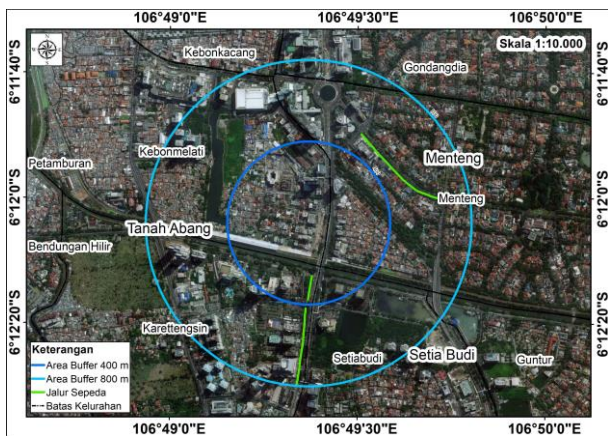 106°49'0"E 106°49'30"E 106°50'0"E
Skala 1:10.000
Kebonkacang
Gondangdia
6°11'40"S 6°11'40"S
Kebonmelati
Menteng
Petamburan
Menteng
6°12'0"S 6°12'0"S
Tanah Abang
Bendungan Hilir
6°12'20"S 6°12'20"S
Karettengsin
Setiabudi
Setia Budi
Guntur
Keterangan
Area Buffer 400 m
Area Buffer 800 m
Jalur Sepeda
Batas Kelurahan
106°49'0"E 106°49'30"E 106°50'0"E